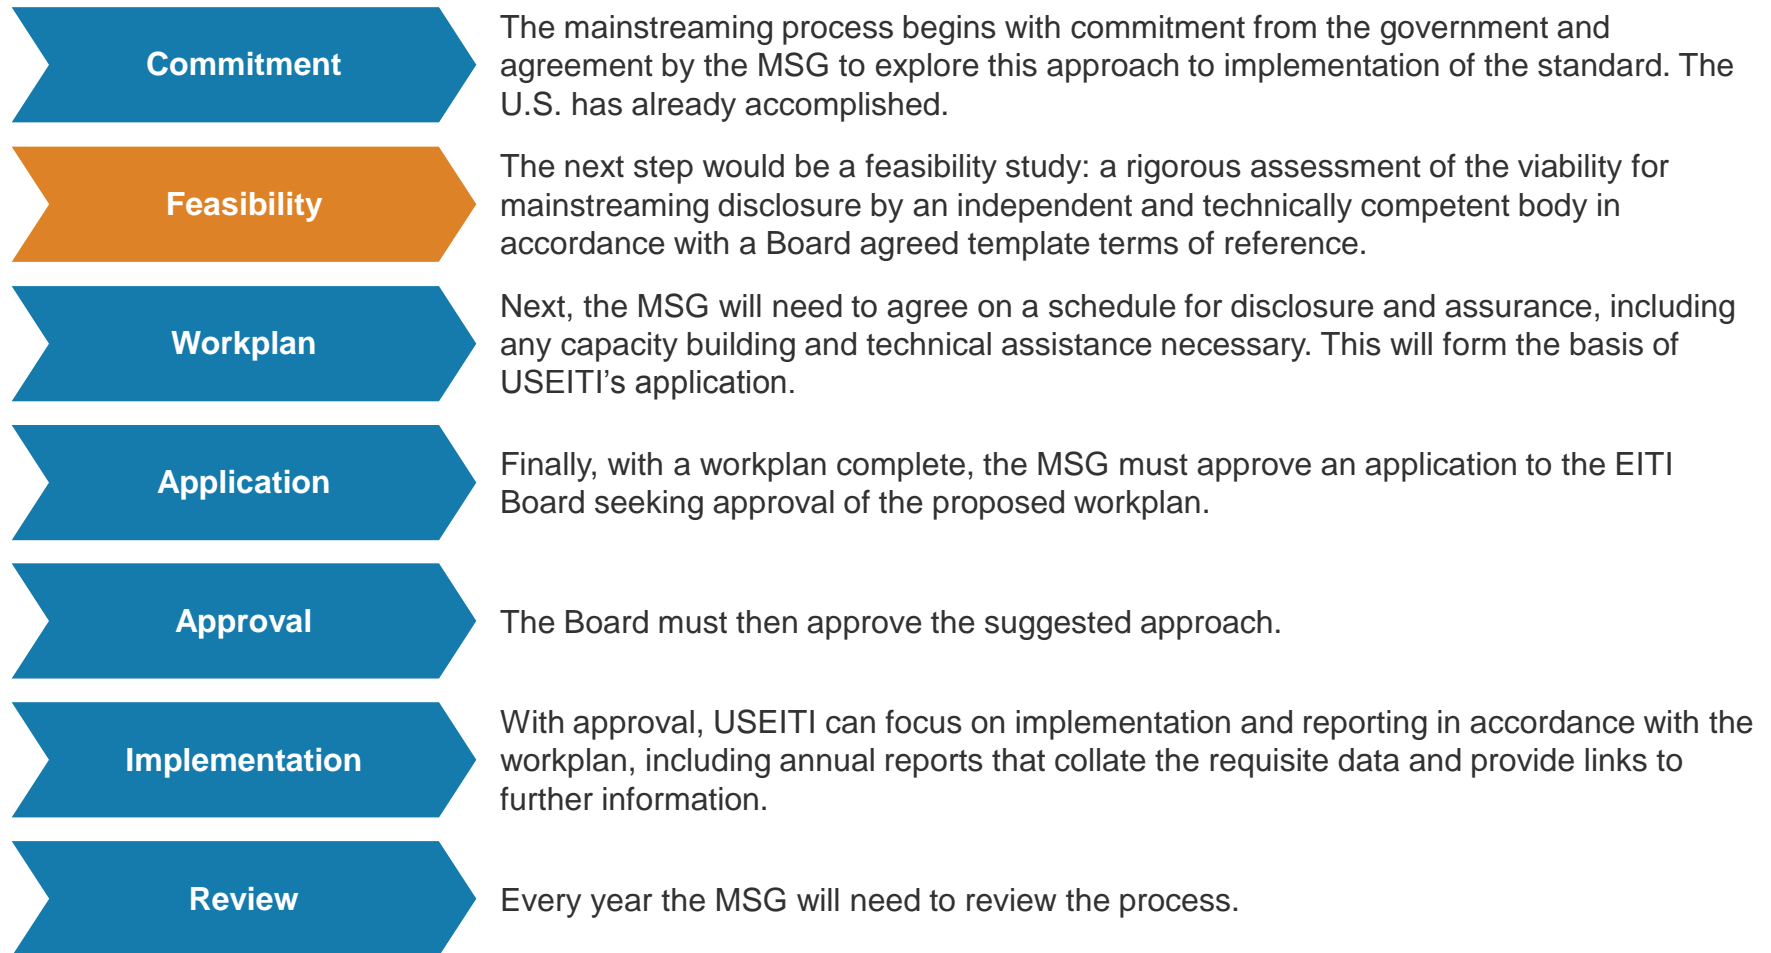 Commitment
The mainstreaming process begins with commitment from the government and
agreement by the MSG to explore this approach to implementation of the standard. The
U.S. has already accomplished.
Feasibility
The next step would be a feasibility study: a rigorous assessment of the viability for
mainstreaming disclosure by an independent and technically competent body in
accordance with a Board agreed template terms of reference.
Workplan
Next, the MSG will need to agree on a schedule for disclosure and assurance, including
any capacity building and technical assistance necessary. This will form the basis of
USEITI’s application.
Application
Finally, with a workplan complete, the MSG must approve an application to the EITI
Board seeking approval of the proposed workplan.
Approval
The Board must then approve the suggested approach.
Implementation
With approval, USEITI can focus on implementation and reporting in accordance with the
workplan, including annual reports that collate the requisite data and provide links to
further information.
Review
Every year the MSG will need to review the process.